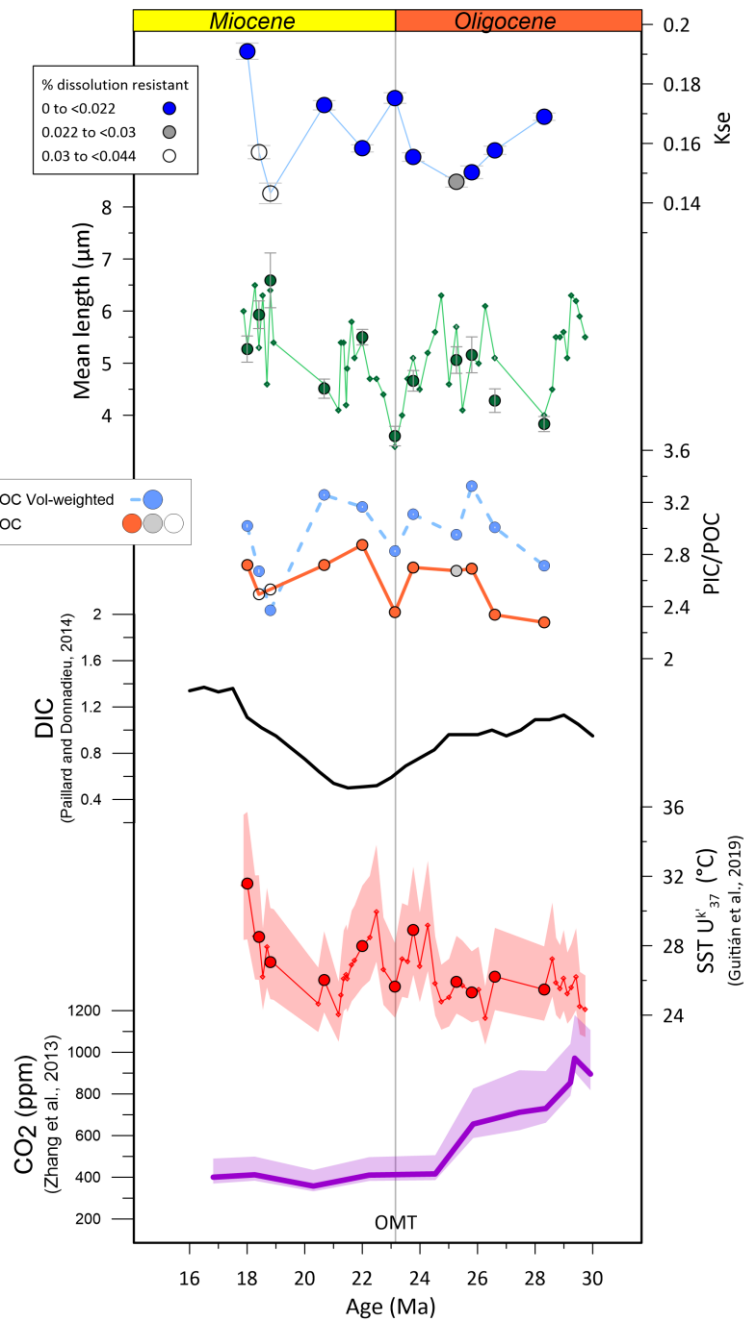 Miocene
Oligocene
% dissolution resistant
0 to <0.022
0.022 to <0.03
0.03 to <0.044
0.2
0.18
0.16
0.14
Kse
8
7
6
5
4
Mean length (μm)
OC Vol-weighted
OC
3.6
3.2
2.8
2.4
2
PIC/POC
2
1.6
1.2
0.8
0.4
DIC
(Paillard and Donnadieu, 2014)
36
32
28
24
SST Uᵏ'₃₇ (°C)
(Guitián et al., 2019)
1200
1000
800
600
400
200
CO2 (ppm)
(Zhang et al., 2013)
OMT
16 18 20 22 24 26 28 30
Age (Ma)